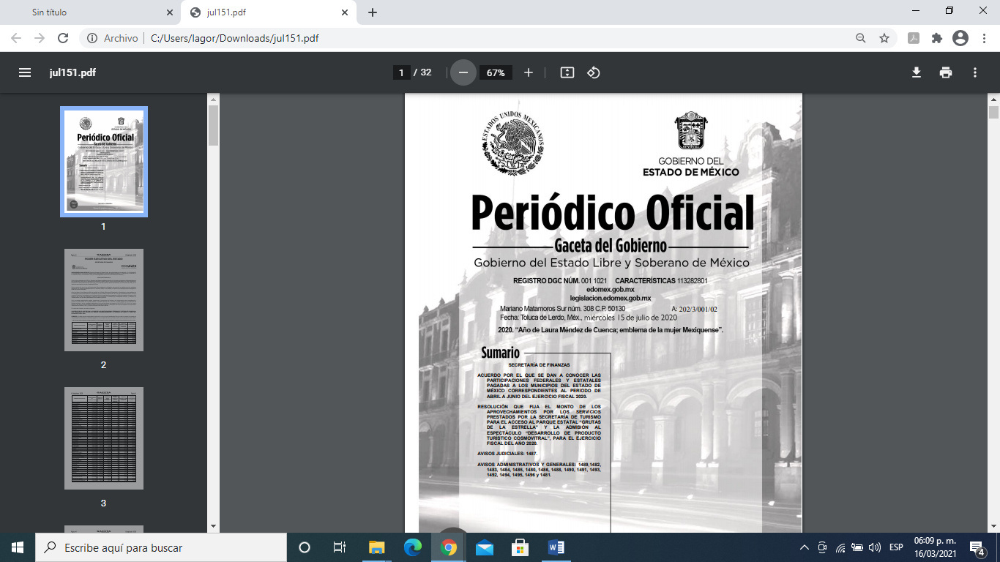 Sin título
jul151.pdf
Archivo
C:/Users/lagor/Downloads/jul151.pdf
jul151.pdf
1 / 32
67%
Periódico Oficial
1
2
3
ESTADOS UNIDOS MEXICANOS
GOBIERNO DEL
ESTADO DE MÉXICO
Periódico Oficial
Gaceta del Gobierno
Gobierno del Estado Libre y Soberano de México
REGISTRO DGC NÚM. 001 1021 CARACTERÍSTICAS 113282801
edomex.gob.mx
legislacion.edomex.gob.mx
Mariano Matamoros Sur núm. 308 C.P. 50130 A: 202/3/001/02
Fecha: Toluca de Lerdo, Méx., miércoles 15 de julio de 2020
2020. “Año de Laura Méndez de Cuenca; emblema de la mujer Mexiquense”.
Sumario
SECRETARÍA DE FINANZAS
ACUERDO POR EL QUE SE DAN A CONOCER LAS
PARTICIPACIONES FEDERALES Y ESTATALES
PAGADAS A LOS MUNICIPIOS DEL ESTADO DE
MÉXICO CORRESPONDIENTES AL PERIODO DE
ABRIL A JUNIO DEL EJERCICIO FISCAL 2020.
RESOLUCIÓN QUE FIJA EL MONTO DE LOS
APROVECHAMIENTOS POR LOS SERVICIOS
PRESTADOS POR LA SECRETARÍA DE TURISMO
PARA EL ACCESO AL PARQUE ESTATAL “GRUTAS
DE LA ESTRELLA” Y LA ADMISIÓN AL
ESPECTÁCULO “DESARROLLO DE PRODUCTO
TURÍSTICO COSMOVITRAL”, PARA EL EJERCICIO
FISCAL DEL AÑO 2020.
AVISOS JUDICIALES: 1487.
AVISOS ADMINISTRATIVOS Y GENERALES: 1489,1482,
1483, 1484, 1485, 1480, 1486, 1488, 1490, 1491, 1493,
1492, 1494, 1495, 1496 y 1481.
Escribe aquí para buscar
ESP
06:09 p. m.
16/03/2021
4